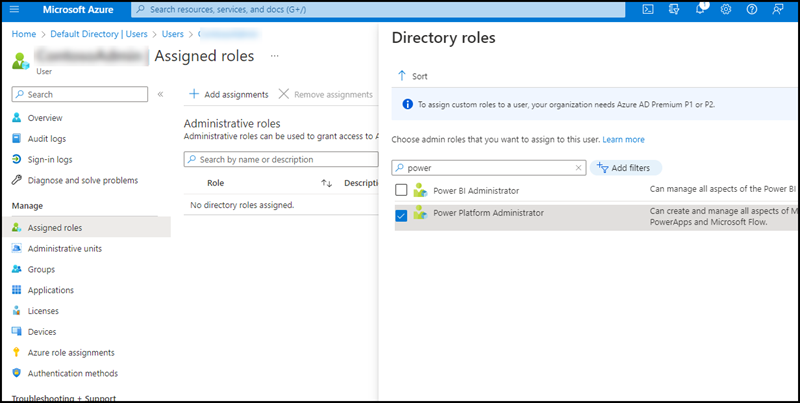 Microsoft Azure
Search resources, services, and docs (G+/)
1
Home > Default Directory | Users > Users >
| Assigned roles ...
User
Search
«
Overview
Audit logs
Sign-in logs
Diagnose and solve problems
Manage
Assigned roles
Administrative units
Groups
Applications
Licenses
Devices
Azure role assignments
Authentication methods
Troubleshooting + Support
+ Add assignments
Remove assignments
Administrative roles
Administrative roles can be used to grant access to A
Search by name or description
Role
Descriptio
No directory roles assigned.
Directory roles
Sort
To assign custom roles to a user, your organization needs Azure AD Premium P1 or P2.
Choose admin roles that you want to assign to this user. Learn more
power
Add filters
Power BI Administrator
Can manage all aspects of the Power BI
Power Platform Administrator
Can create and manage all aspects of M
PowerApps and Microsoft Flow.